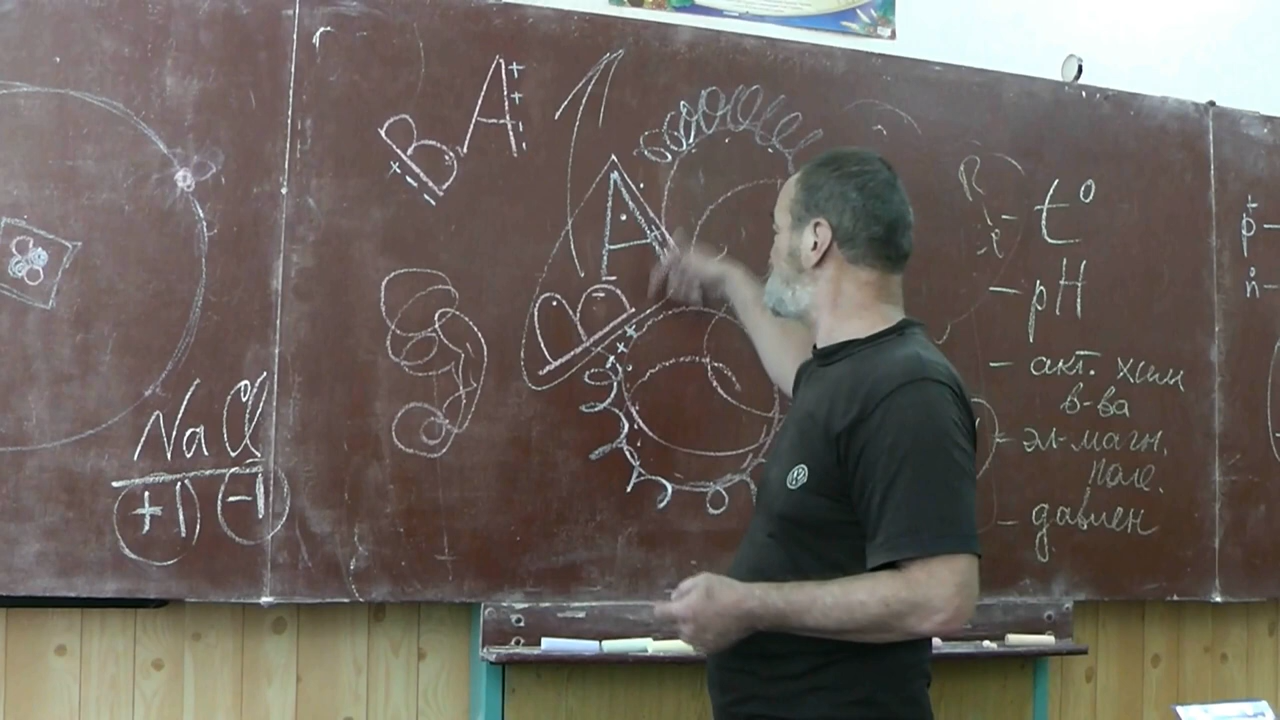 B A
A
B
NaCl
+1 -1
- t°
- pH
- акт. хим
в-ва
- эл-магн.
поле.
- давлен
p+ -
n° -